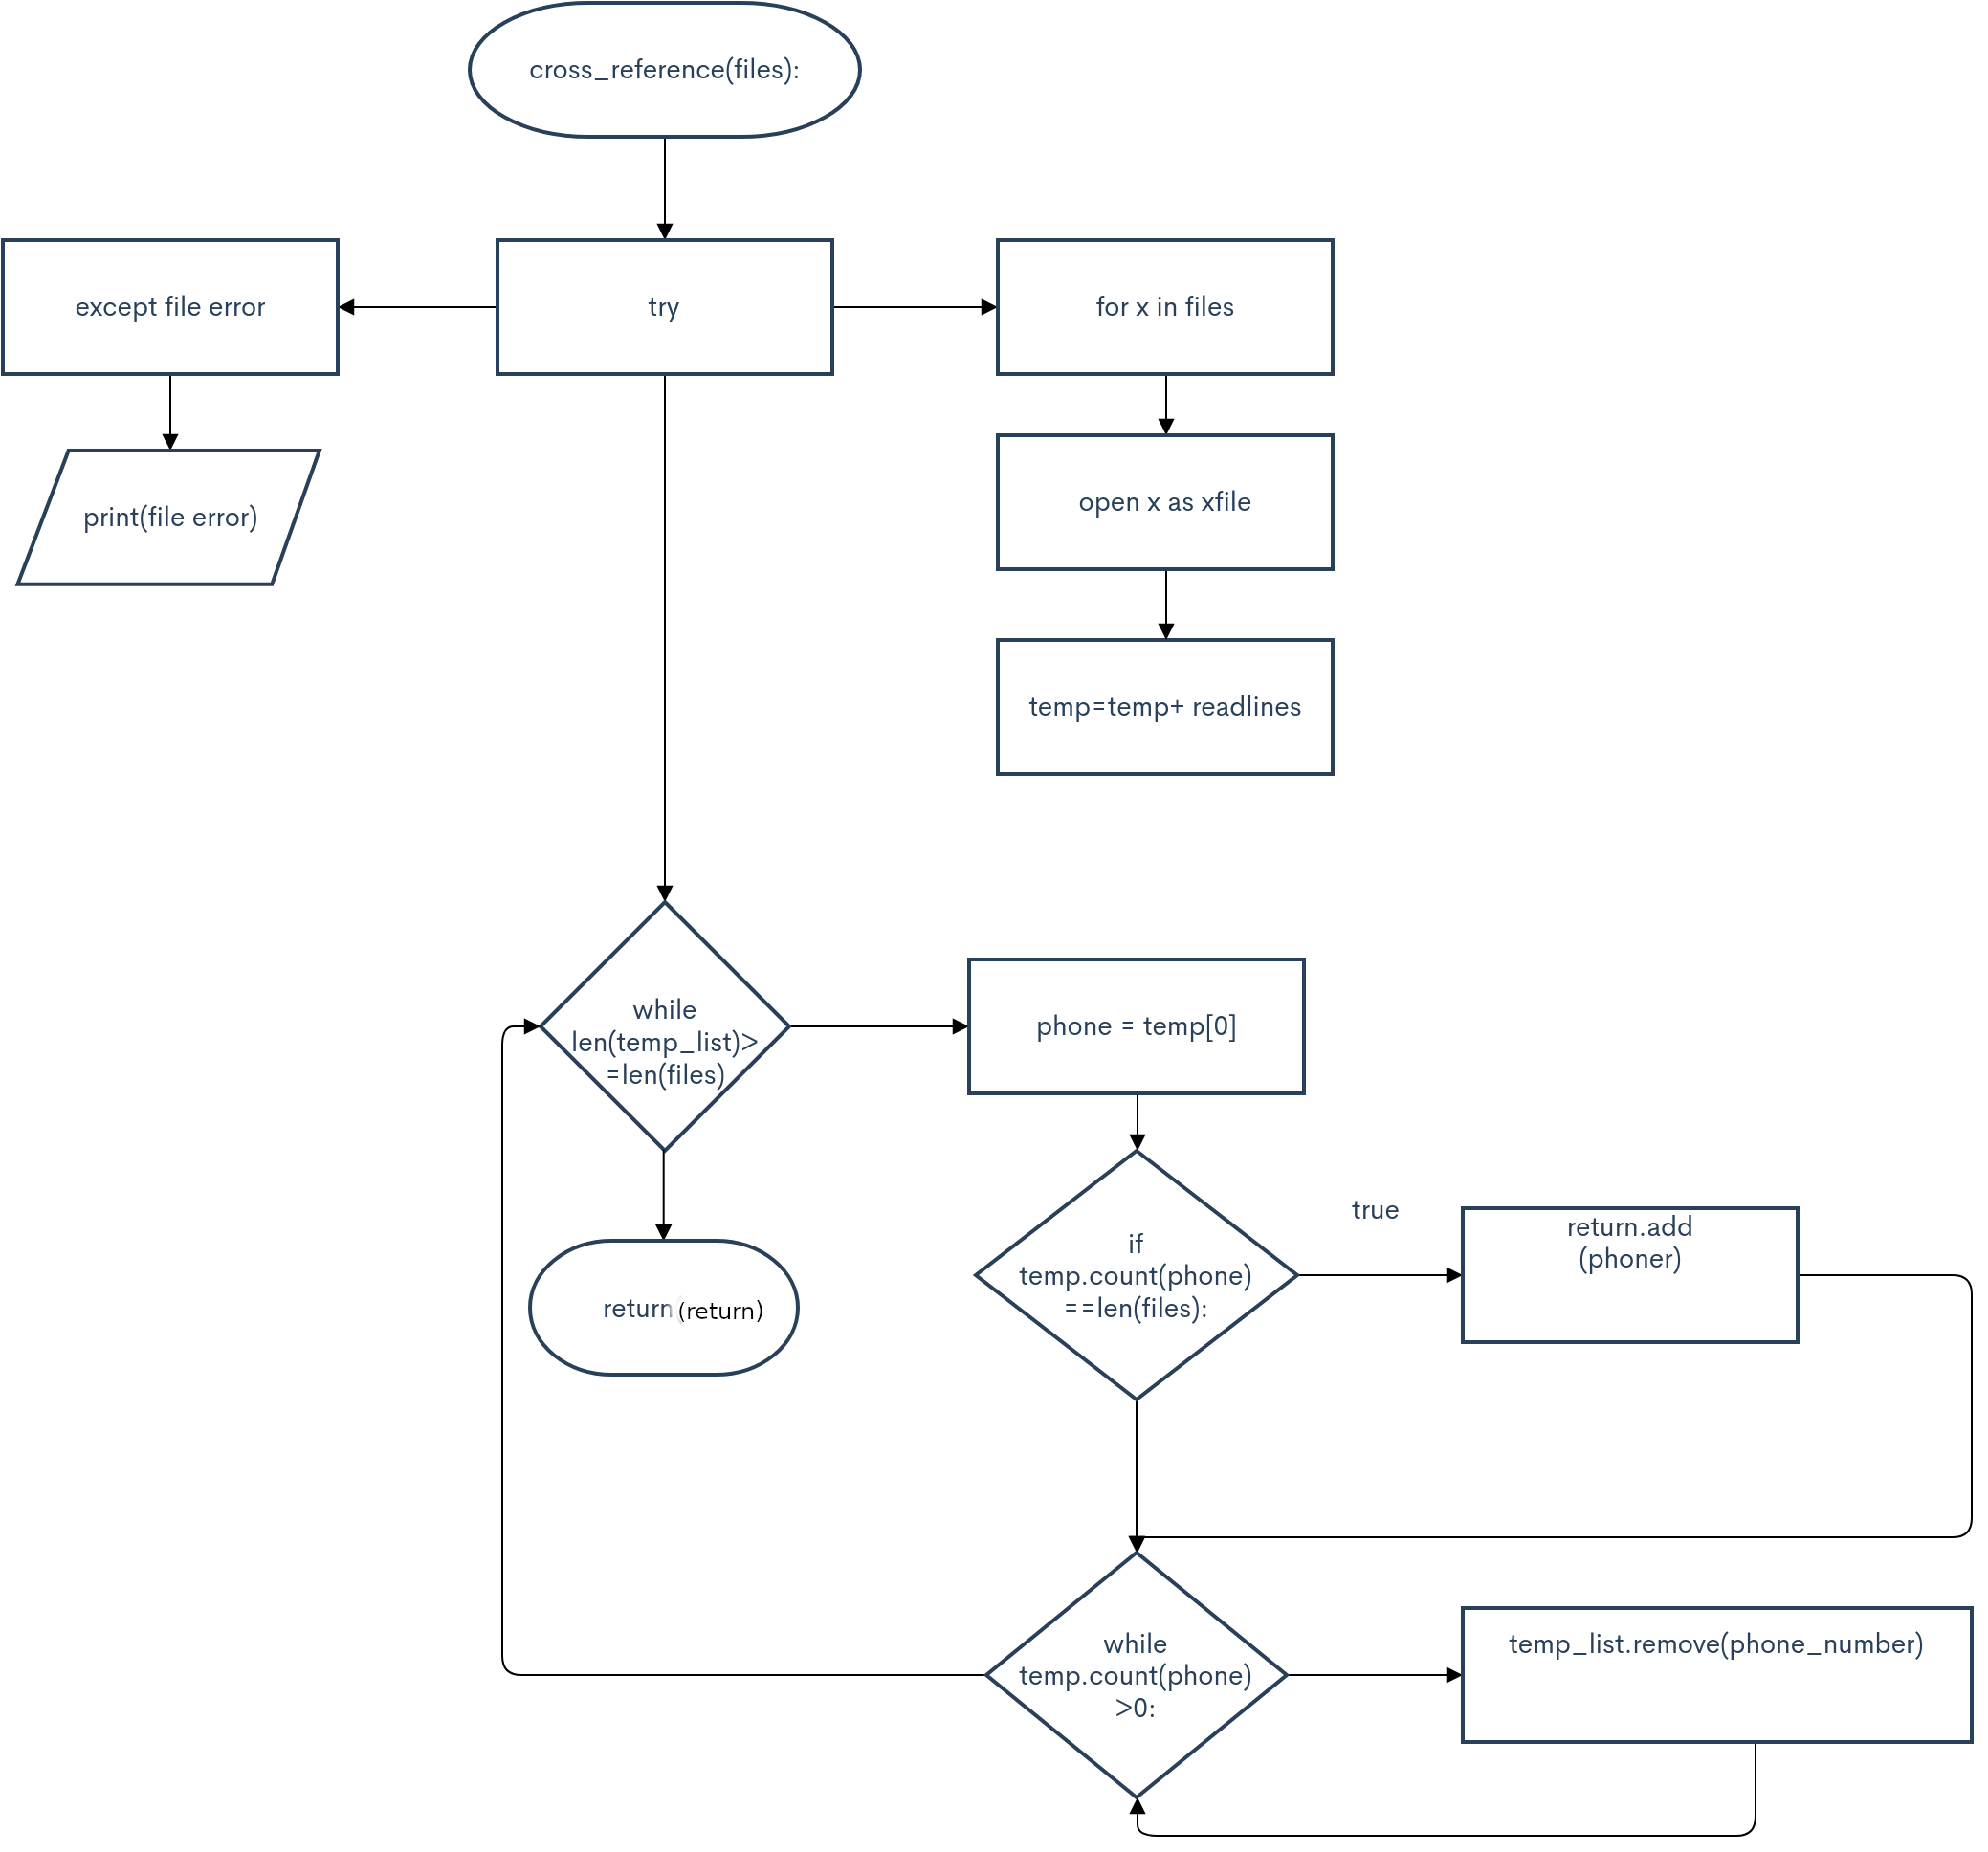 cross_reference(files):
except file error
try
for x in files
print(file error)
open x as xfile
temp=temp+ readlines
while
len(temp_list)>
=len(files)
phone = temp[0]
if
temp.count(phone)
==len(files):
true
return.add
(phoner)
return(return)
while
temp.count(phone)
>0:
temp_list.remove(phone_number)